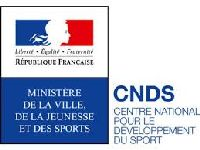 Liberté • Égalité • Fraternité
RÉPUBLIQUE FRANÇAISE
MINISTÈRE
DE LA VILLE,
DE LA JEUNESSE
ET DES SPORTS
CNDS
CENTRE NATIONAL
POUR LE
DÉVELOPPEMENT
DU SPORT